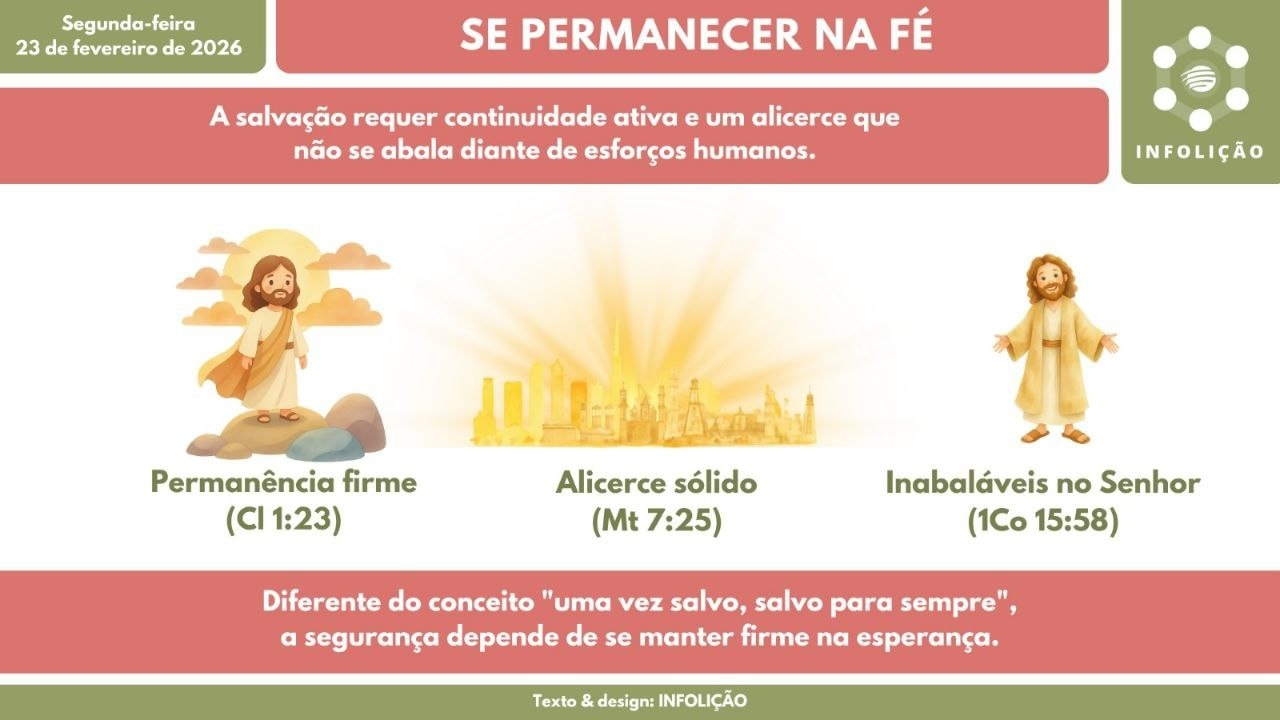 Segunda-feira
23 de fevereiro de 2026
SE PERMANECER NA FÉ
INFOLIÇÃO
A salvação requer continuidade ativa e um alicerce que
não se abala diante de esforços humanos.
Permanência firme
(Cl 1:23)
Alicerce sólido
(Mt 7:25)
Inabaláveis no Senhor
(1Co 15:58)
Diferente do conceito "uma vez salvo, salvo para sempre",
a segurança depende de se manter firme na esperança.
Texto & design: INFOLIÇÃO